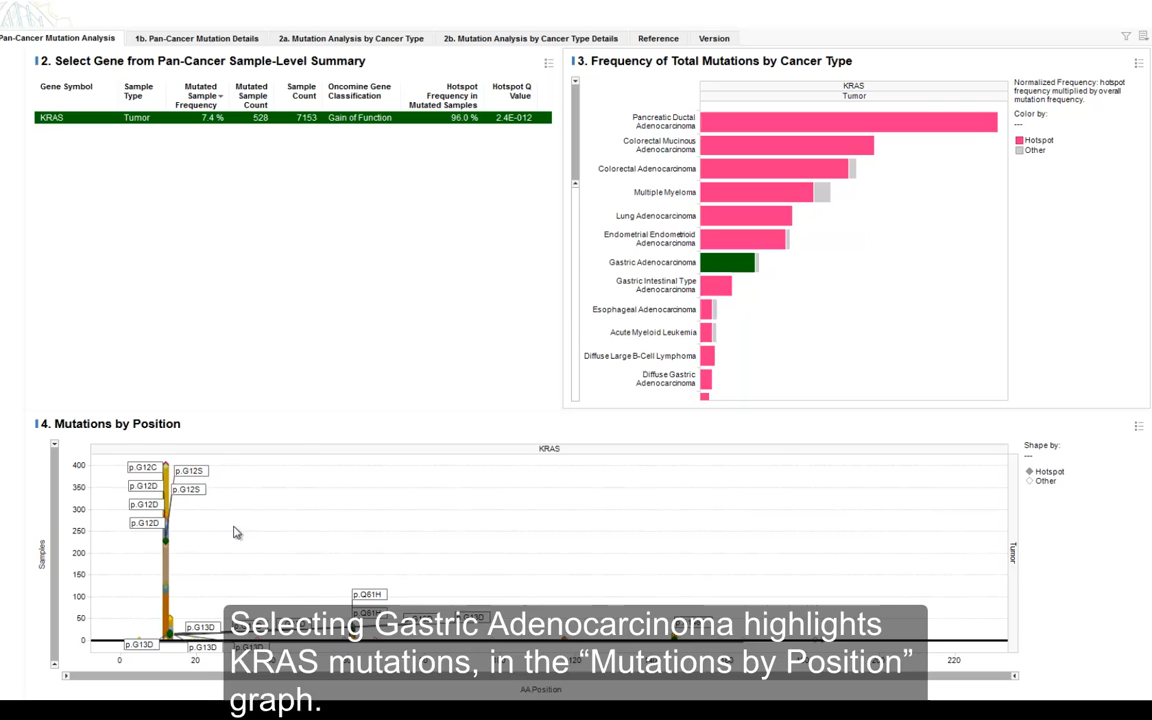 Pan-Cancer Mutation Analysis
1b. Pan-Cancer Mutation Details
2a. Mutation Analysis by Cancer Type
2b. Mutation Analysis by Cancer Type Details
Reference
Version
2. Select Gene from Pan-Cancer Sample-Level Summary
Gene Symbol
Sample
Type
Mutated
Sample
Frequency
Mutated
Sample
Count
Sample
Count
Oncomine Gene
Classification
Hotspot
Frequency in
Mutated Samples
Hotspot Q
Value
KRAS Tumor 7.4 % 528 7153 Gain of Function 96.0 % 2.4E-012
3. Frequency of Total Mutations by Cancer Type
KRAS
Tumor
Pancreatic Ductal
Adenocarcinoma
Colorectal Mucinous
Adenocarcinoma
Colorectal Adenocarcinoma
Multiple Myeloma
Lung Adenocarcinoma
Endometrial Endometrioid
Adenocarcinoma
Gastric Adenocarcinoma
Gastric Intestinal Type
Adenocarcinoma
Esophageal Adenocarcinoma
Acute Myeloid Leukemia
Diffuse Large B-Cell Lymphoma
Diffuse Gastric
Adenocarcinoma
Normalized Frequency: hotspot
frequency multiplied by overall
mutation frequency.
Color by:
---
Hotspot
Other
4. Mutations by Position
KRAS
Samples
400
350
300
250
200
150
100
50
0
p.G12C
p.G12S
p.G12D
p.G12S
p.G12D
p.G12D
p.Q61H
p.G13D
p.G13D
p.G13D
0
20
220
AA Position
Tumor
Shape by:
---
Hotspot
Other
Selecting Gastric Adenocarcinoma highlights
KRAS mutations, in the “Mutations by Position”
graph.